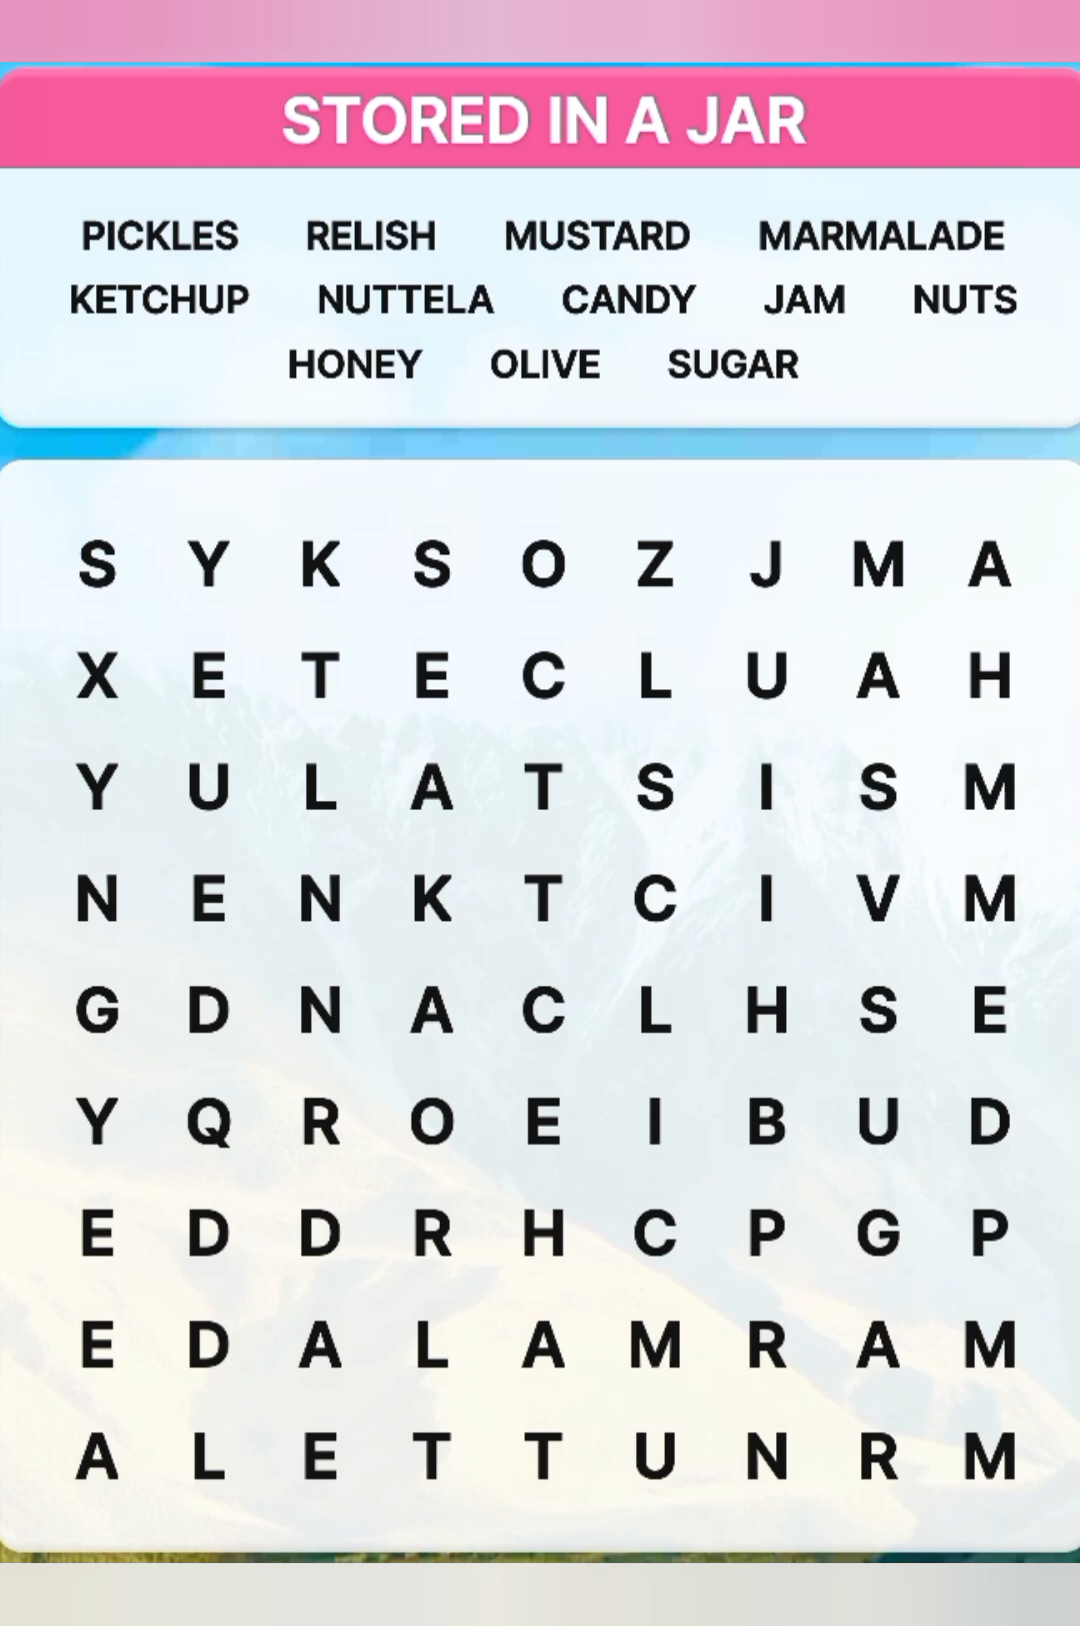 STORED IN A JAR
PICKLES RELISH MUSTARD MARMALADE
KETCHUP NUTTELA CANDY JAM NUTS
HONEY OLIVE SUGAR
S Y K S O Z J M A
X E T E C L U A H
Y U L A T S I S M
N E N K T C I V M
G D N A C L H S E
Y Q R O E I B U D
E D D R H C P G P
E D A L A M R A M
A L E T T U N R M